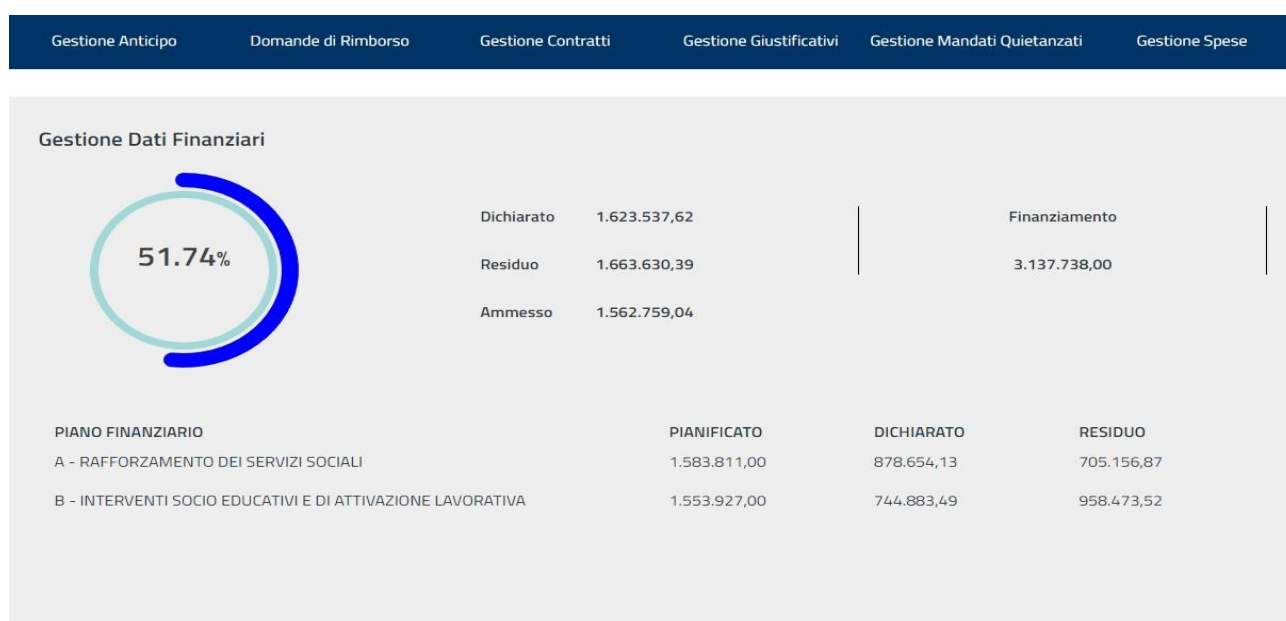 Gestione Anticipo Domande di Rimborso Gestione Contratti Gestione Giustificativi Gestione Mandati Quietanzati Gestione Spese
Gestione Dati Finanziari
51.74%
Dichiarato 1.623.537,62
Residuo 1.663.630,39
Ammesso 1.562.759,04
Finanziamento
3.137.738,00
PIANO FINANZIARIO PIANIFICATO DICHIARATO RESIDUO
A - RAFFORZAMENTO DEI SERVIZI SOCIALI 1.583.811,00 878.654,13 705.156,87
B - INTERVENTI SOCIO EDUCATIVI E DI ATTIVAZIONE LAVORATIVA 1.553.927,00 744.883,49 958.473,52